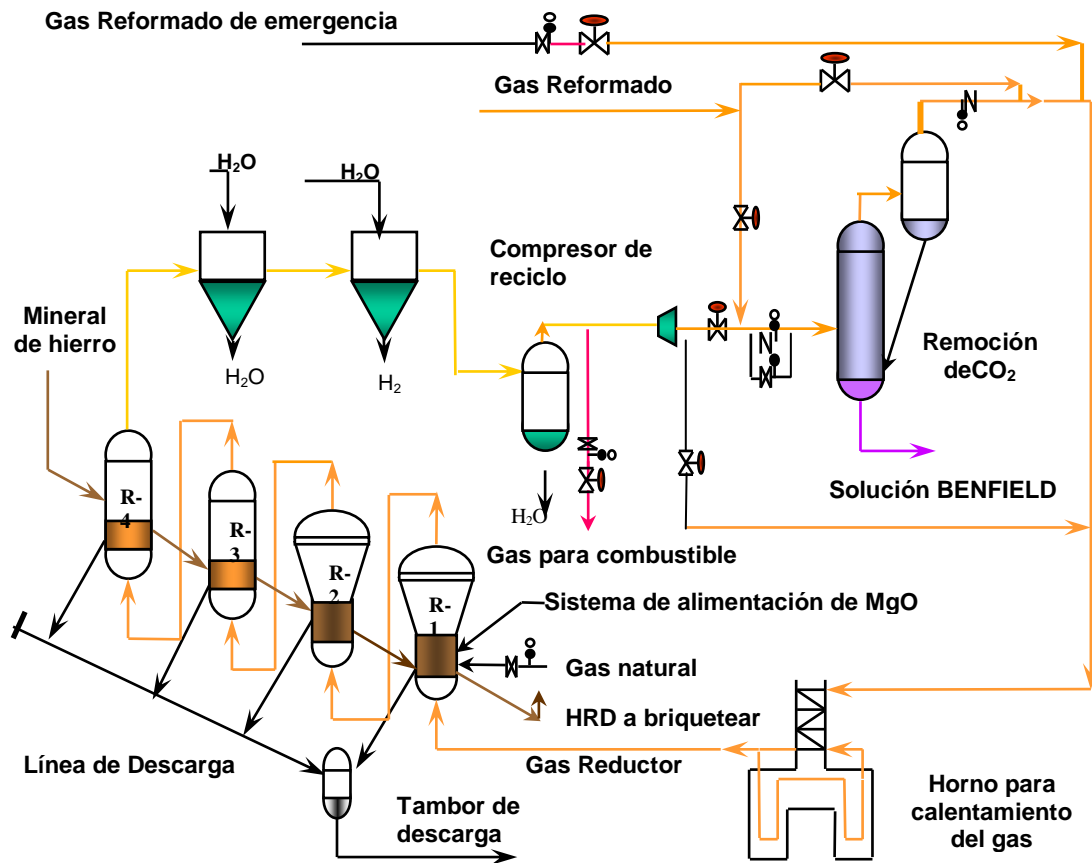 Gas Reformado de emergencia
Gas Reformado
H₂O
H₂O
Compresor de
reciclo
Mineral
de hierro
Remoción
deCO₂
H₂O
H₂
R-
4
R-
3
R-
2
R-
1
Solución BENFIELD
H₂O
Gas para combustible
Sistema de alimentación de MgO
Gas natural
HRD a briquetear
Línea de Descarga
Gas Reductor
Tambor de
descarga
Horno para
calentamiento
del gas